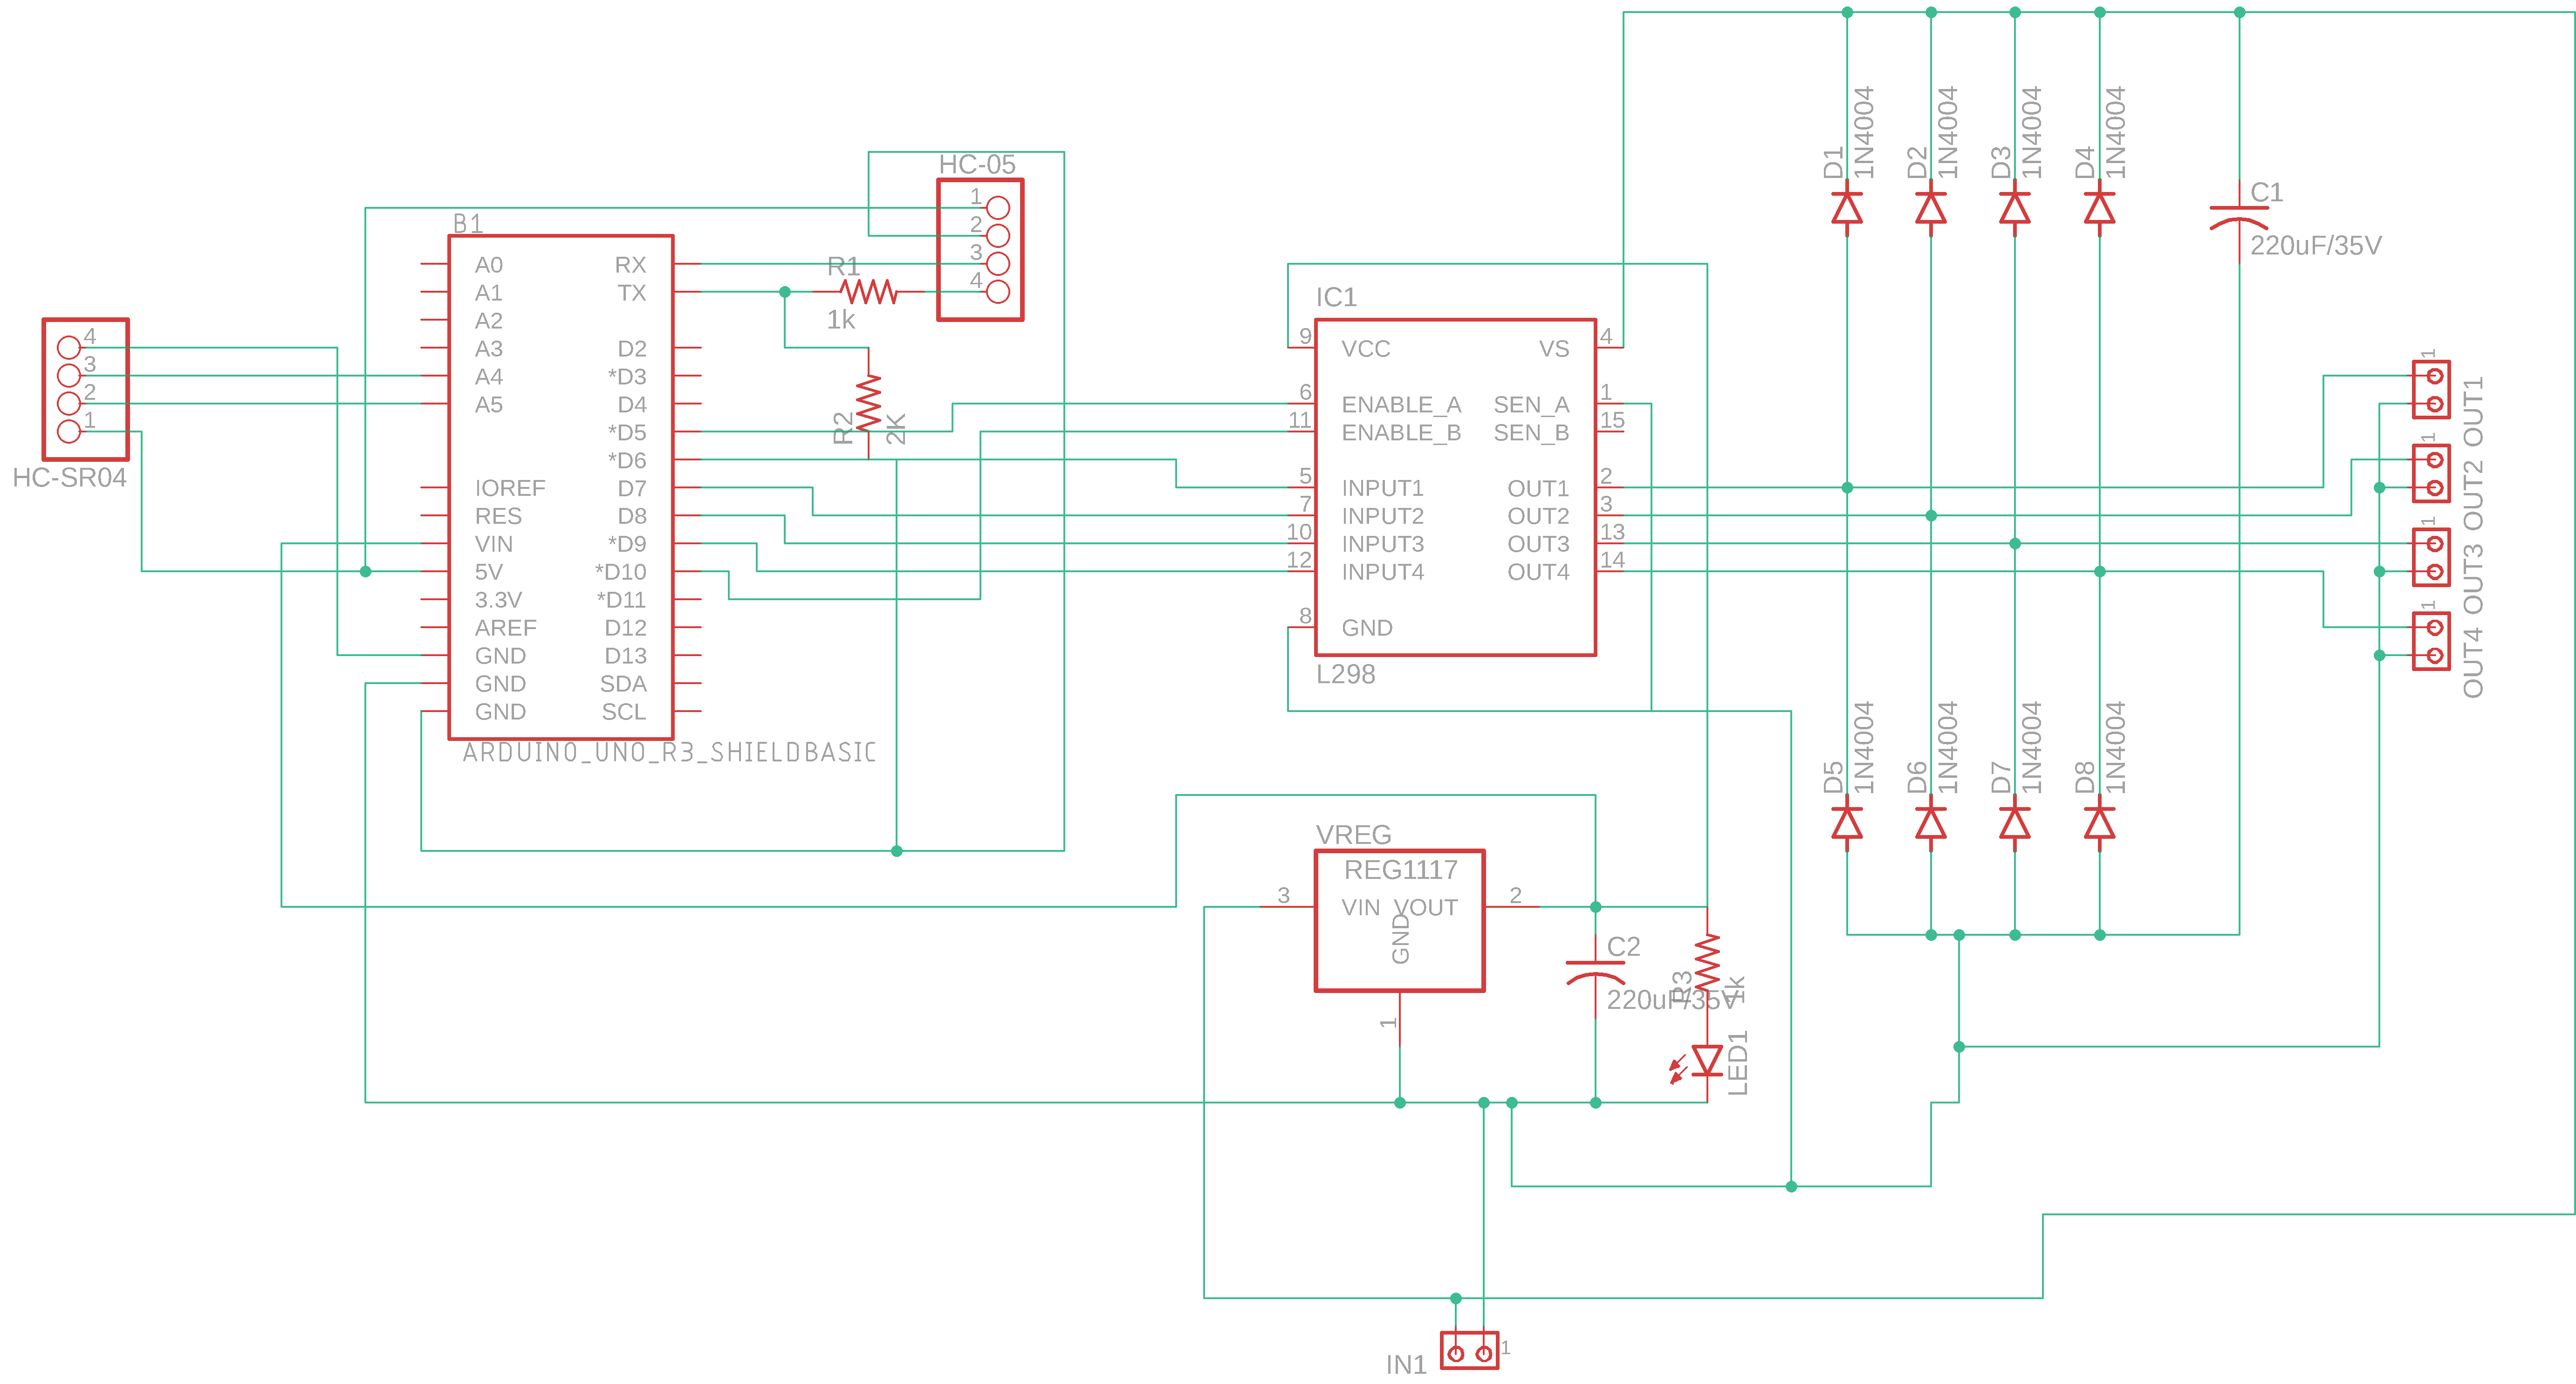 HC-SR04
4
3
2
1
B1
A0
A1
A2
A3
A4
A5
IOREF
RES
VIN
5V
3.3V
AREF
GND
GND
GND
RX
TX
D2
*D3
D4
*D5
*D6
D7
D8
*D9
*D10
*D11
D12
D13
SDA
SCL
ARDUINO_UNO_R3_SHIELDBASIC
HC-05
1
2
3
4
R1
1k
R2
2K
IC1
9
VCC
6
ENABLE_A
11
ENABLE_B
5
INPUT1
7
INPUT2
10
INPUT3
12
INPUT4
8
GND
VS
4
SEN_A
1
SEN_B
15
OUT1
2
OUT2
3
OUT3
13
OUT4
14
L298
VREG
REG1117
3
VIN
VOUT
2
GND
1
C2
220uF/35V
R3
1k
LED1
D1
1N4004
D2
1N4004
D3
1N4004
D4
1N4004
C1
220uF/35V
D5
1N4004
D6
1N4004
D7
1N4004
D8
1N4004
1
OUT1
1
OUT2
1
OUT3
1
OUT4
IN1
1